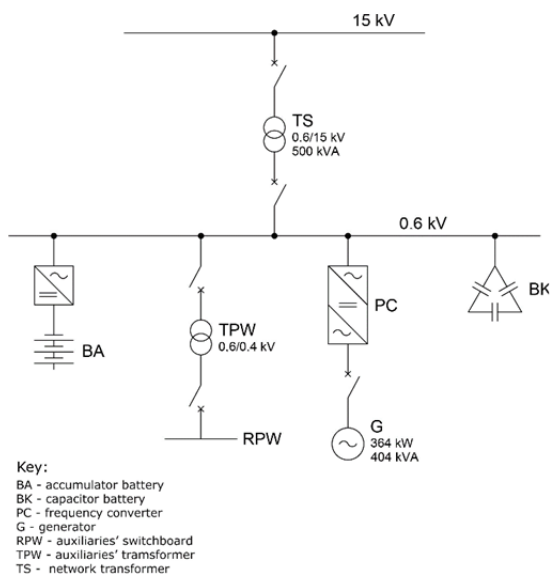 15 kV
TS
0.6/15 kV
500 kVA
0.6 kV
BA
TPW
0.6/0.4 kV
RPW
PC
G
364 kW
404 kVA
BK
Key:
BA - accumulator battery
BK - capacitor battery
PC - frequency converter
G - generator
RPW - auxiliaries' switchboard
TPW - auxiliaries' tramsformer
TS - network transformer